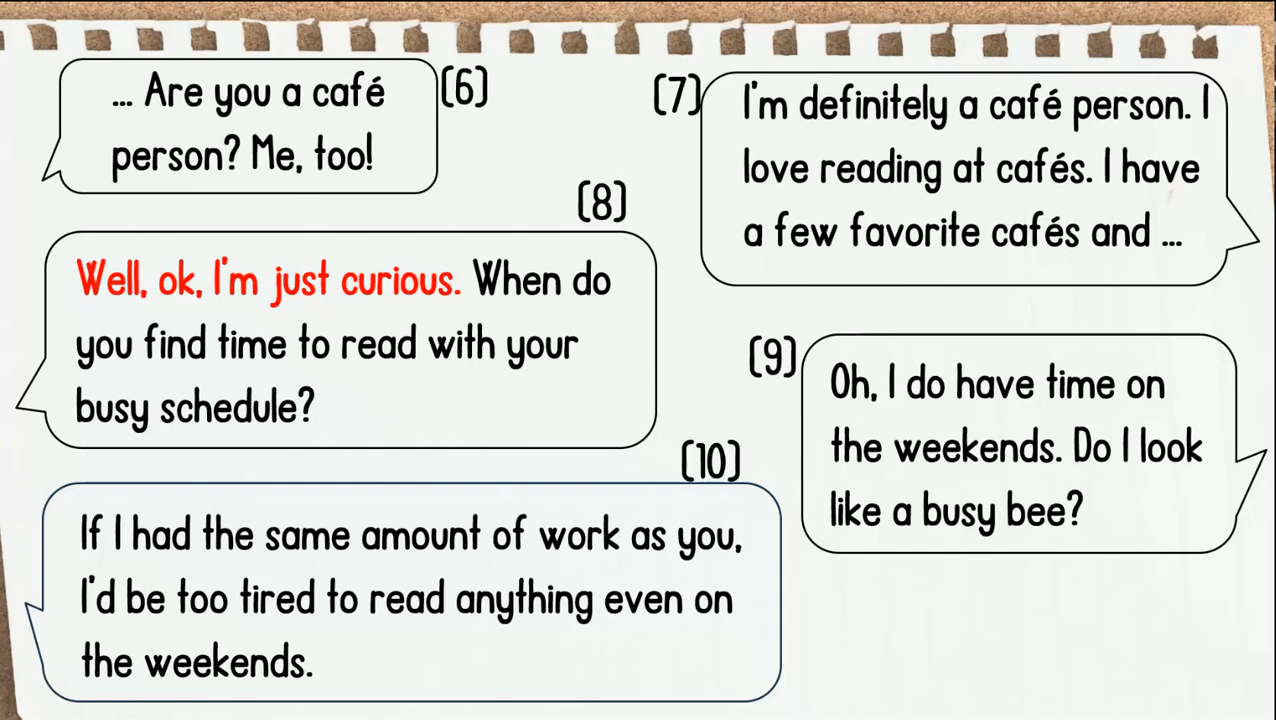 ... Are you a café
person? Me, too!
(6)
(7)
I'm definitely a café person. I
love reading at cafés. I have
a few favorite cafés and ...
(8)
Well, ok, I'm just curious. When do
you find time to read with your
busy schedule?
(9)
Oh, I do have time on
the weekends. Do I look
like a busy bee?
(10)
If I had the same amount of work as you,
I'd be too tired to read anything even on
the weekends.